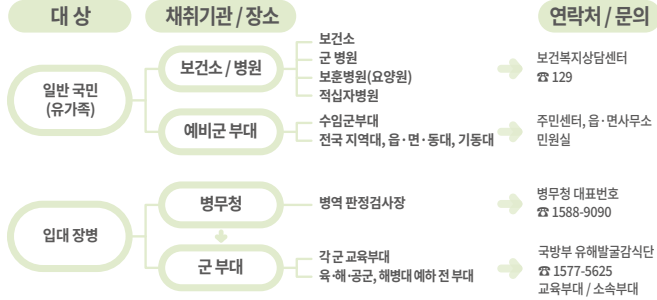 대 상
채취기관 / 장소
연락처 / 문의
일반 국민
(유가족)
보건소 / 병원
보건소
군 병원
보훈병원(요양원)
적십자병원
보건복지상담센터
☎ 129
예비군 부대
수임군부대
전국 지역대, 읍·면·동대, 기동대
주민센터, 읍·면사무소
민원실
입대 장병
병무청
병역 판정검사장
병무청 대표번호
☎ 1588-9090
군 부대
각 군 교육부대
육·해·공군, 해병대 예하 전 부대
국방부 유해발굴감식단
☎ 1577-5625
교육부대 / 소속부대